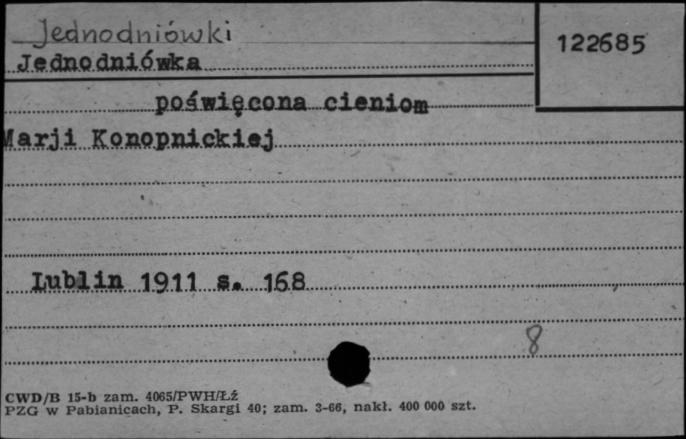 Jednodniówki
122685
Jednodniówka
poświęcona cieniom
Marji Konopnickiej
Lublin 1911 s. 168
8
CWD/B 15-b zam. 4065/PWH/Łź
PZG w Pabianicach, P. Skargi 40; zam. 3-66, nakł. 400 000 szt.